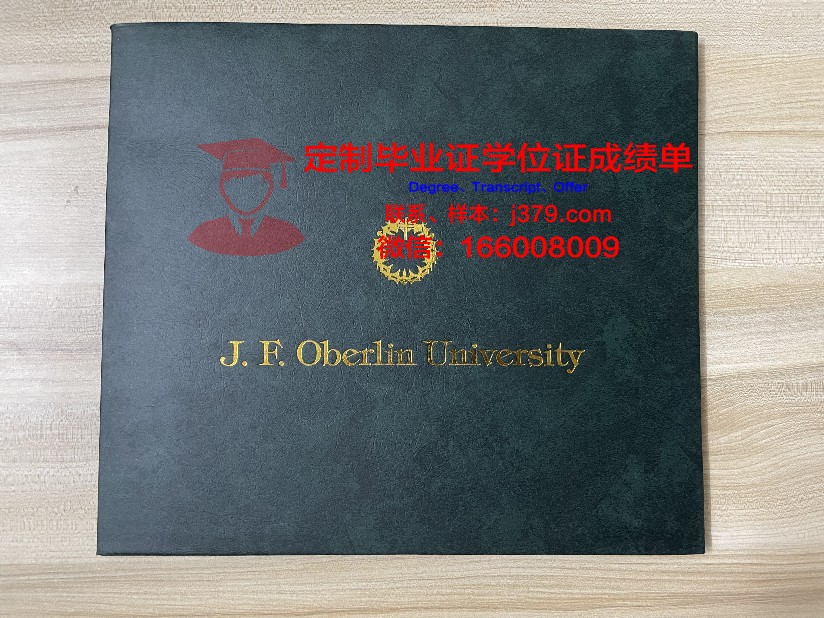 定制毕业证学位证成绩单
Degree、Transcript、Offer
联系、样本：j379.com
微信：166008009
J. F. Oberlin University